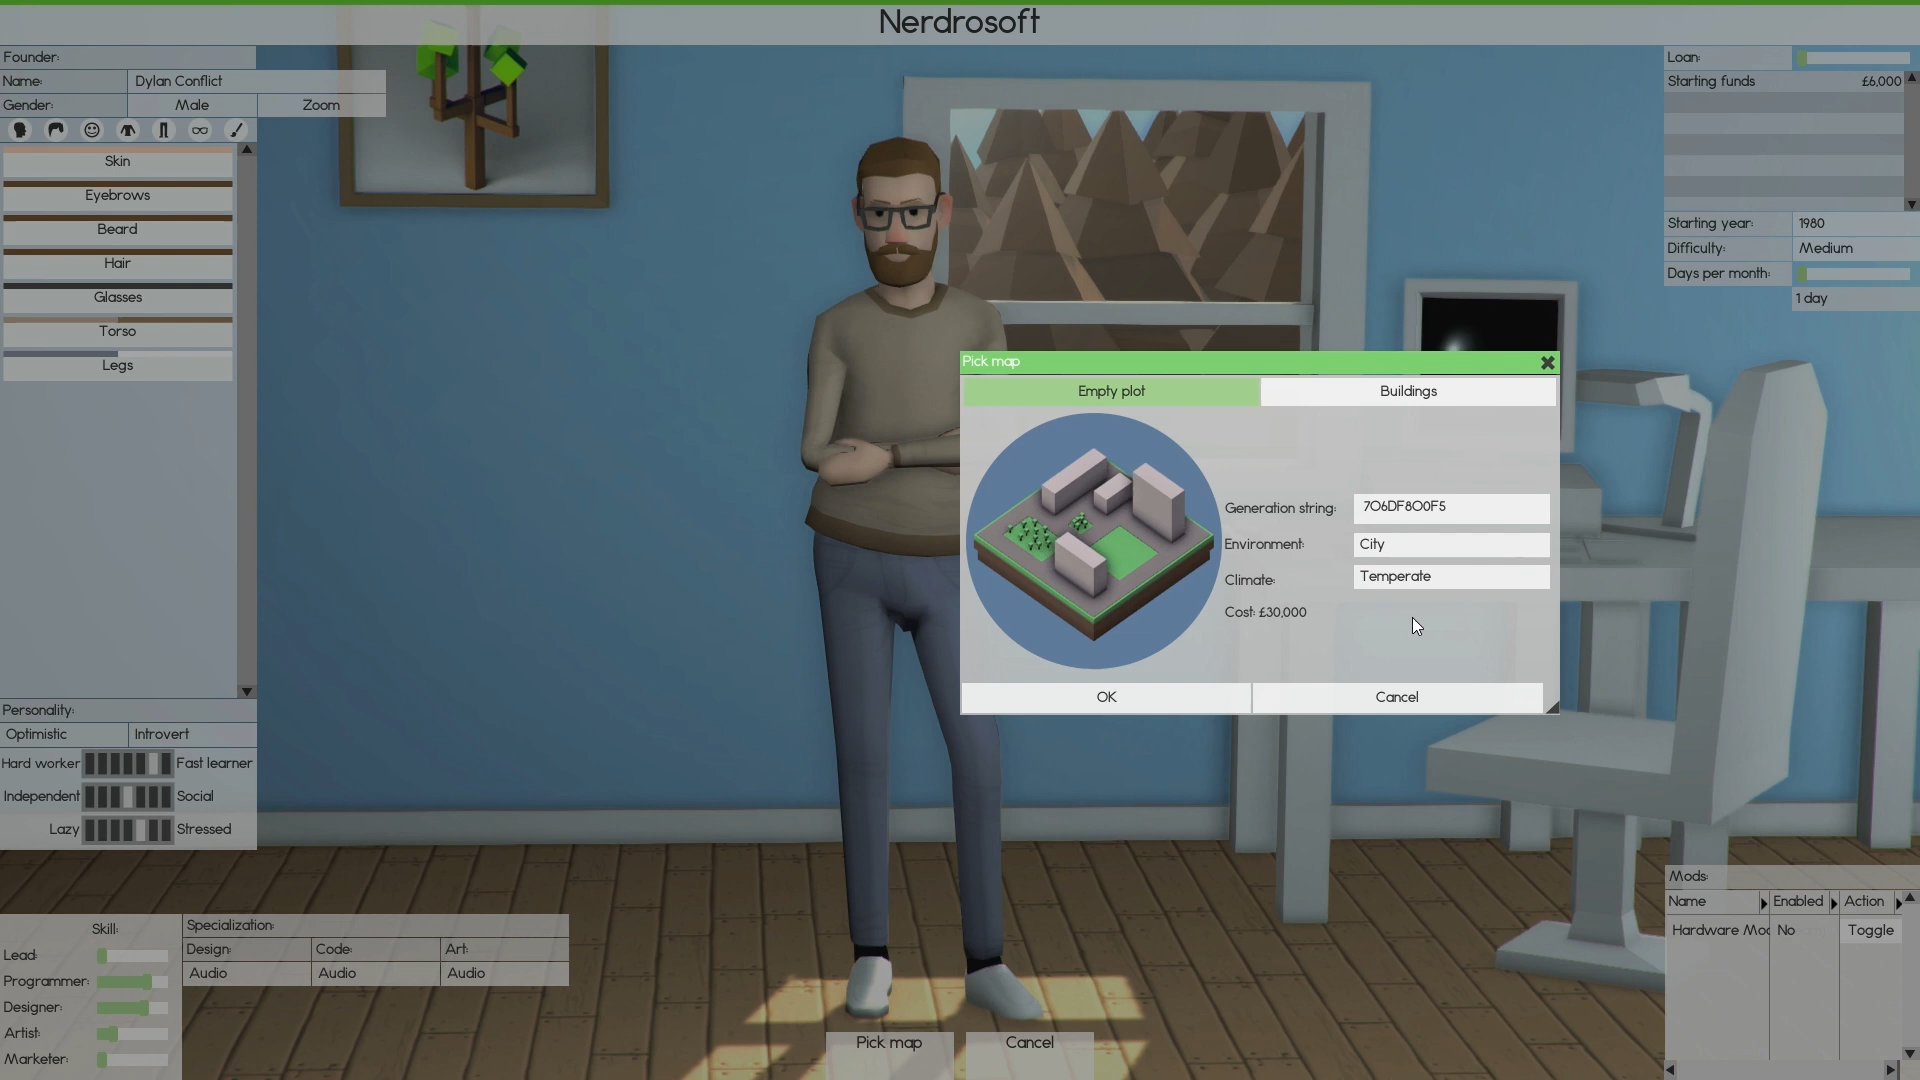 Nerdrosoft
Founder:
Name: Dylan Conflict
Gender: Male Zoom
Skin
Eyebrows
Beard
Hair
Glasses
Torso
Legs
Personality:
Optimistic Introvert
Hard worker Fast learner
Independent Social
Lazy Stressed
Skill:
Lead:
Programmer:
Designer:
Artist:
Marketer:
Specialization:
Design: Code: Art:
Audio Audio Audio
Pick map Cancel
Pick map
Empty plot Buildings
Generation string: 7O6DF8O0F5
Environment: City
Climate: Temperate
Cost: £30,000
OK Cancel
Loan:
Starting funds £6,000
Starting year: 1980
Difficulty: Medium
Days per month:
1 day
Mods:
Name Enabled Action
Hardware Moc No Toggle